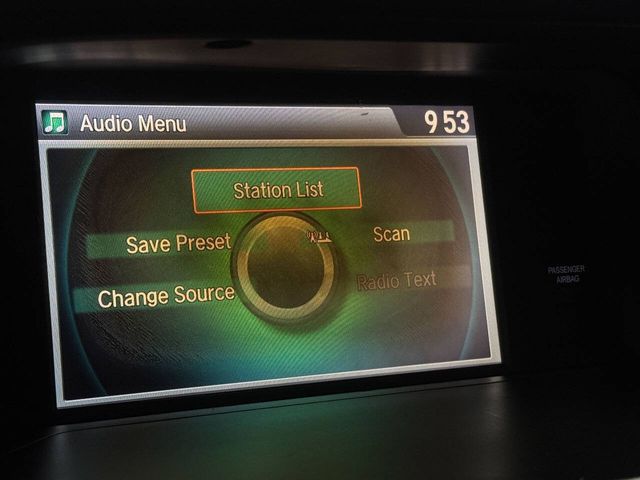 Audio Menu
9 53
Station List
Save Preset
Scan
Change Source
Radio Text
PASSENGER
AIRBAG